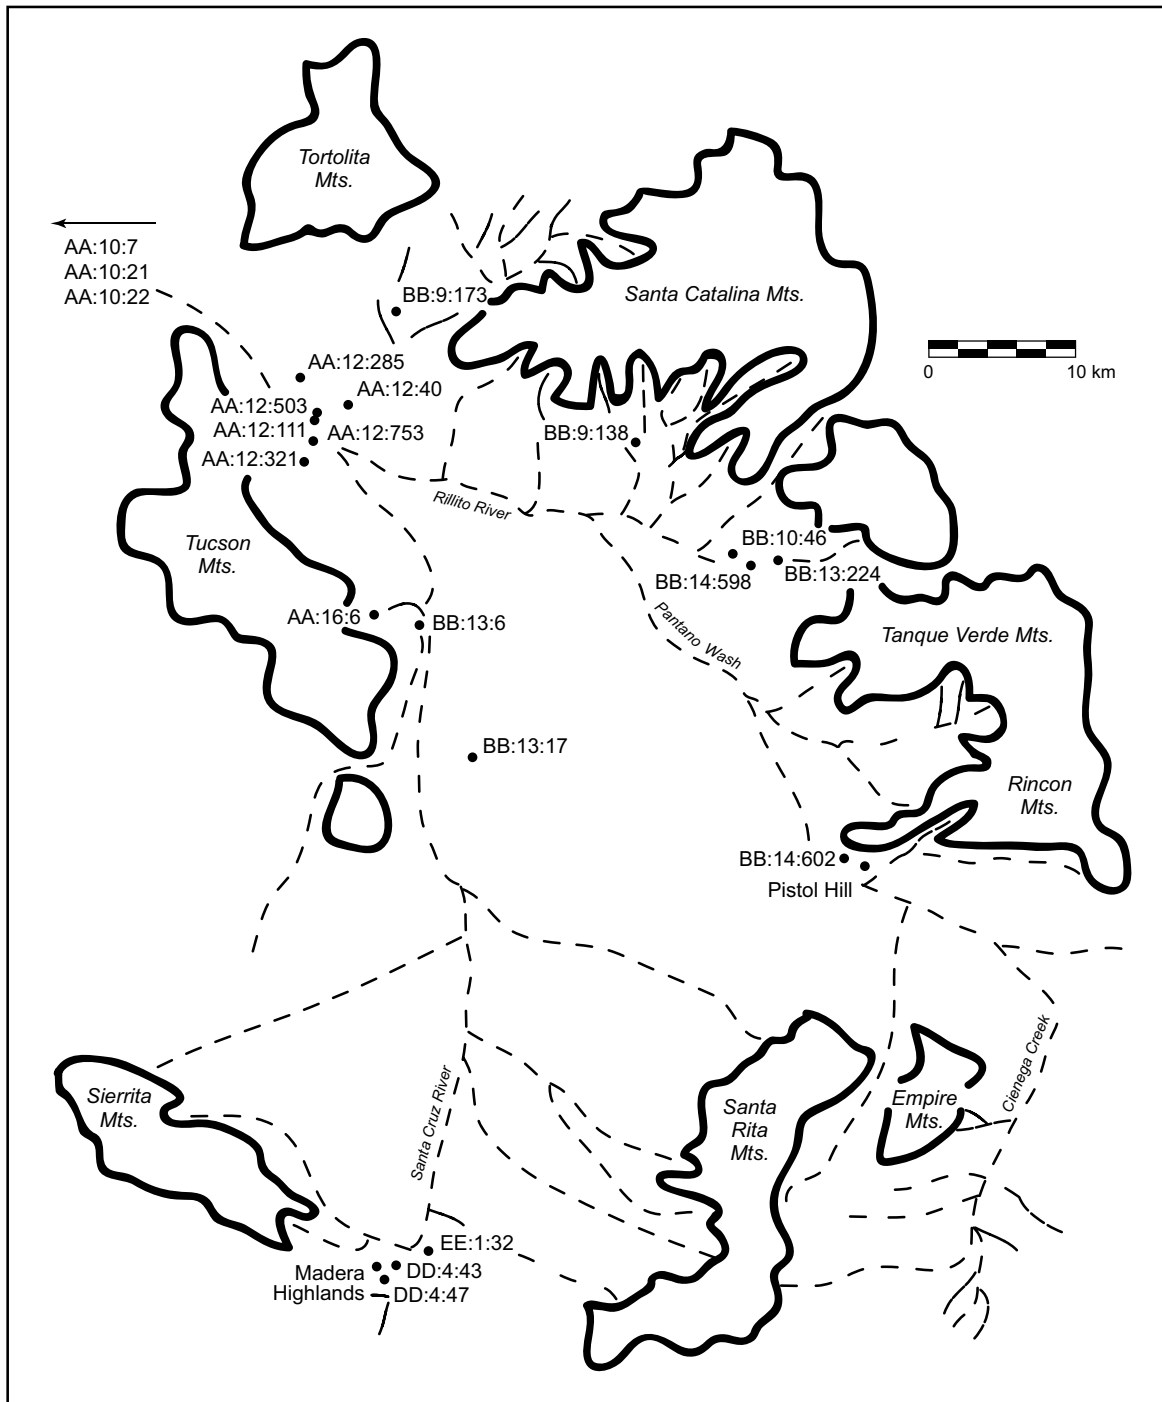 Tortolita
Mts.
AA:10:7
AA:10:21
AA:10:22
BB:9:173
Santa Catalina Mts.
0 10 km
AA:12:285
AA:12:40
AA:12:503
AA:12:111
AA:12:753
AA:12:321
BB:9:138
Rillito River
Tucson
Mts.
BB:10:46
BB:14:598
BB:13:224
AA:16:6
BB:13:6
Pantano Wash
Tanque Verde Mts.
BB:13:17
Rincon
Mts.
BB:14:602
Pistol Hill
Sierrita
Mts.
Santa Cruz River
Santa
Rita
Mts.
Empire
Mts.
Cienega Creek
EE:1:32
Madera
Highlands
DD:4:43
DD:4:47